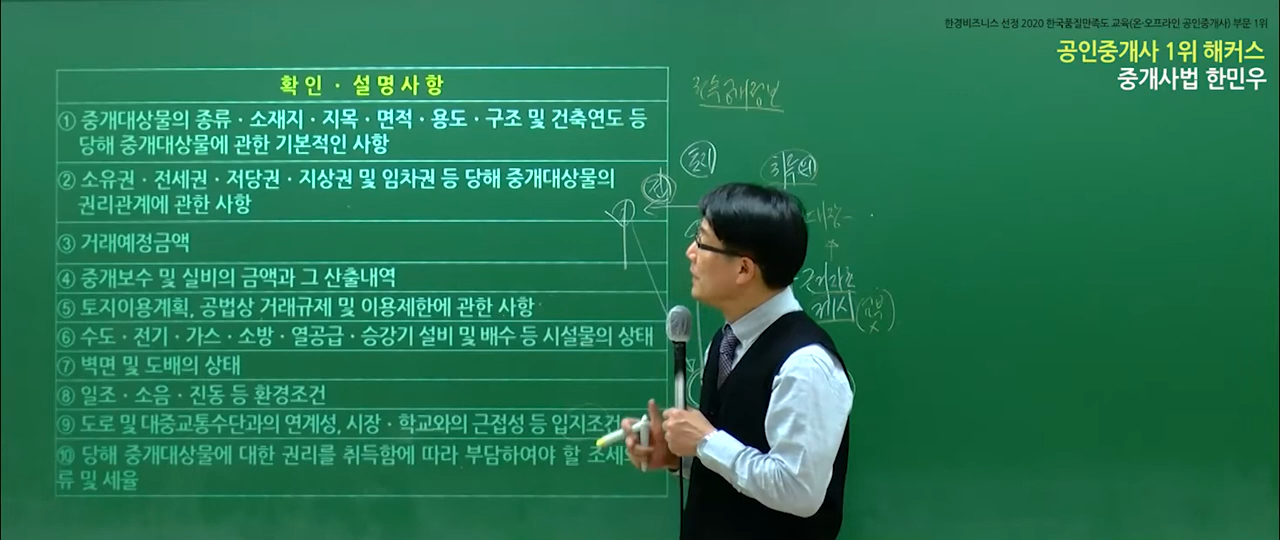 한경비즈니스 선정 2020 한국품질만족도 교육(온·오프라인 공인중개사) 부문 1위
공인중개사 1위 해커스
중개사법 한민우
확인 · 설명사항
① 중개대상물의 종류 · 소재지 · 지목 · 면적 · 용도 · 구조 및 건축연도 등
당해 중개대상물에 관한 기본적인 사항
② 소유권 · 전세권 · 저당권 · 지상권 및 임차권 등 당해 중개대상물의
권리관계에 관한 사항
③ 거래예정금액
④ 중개보수 및 실비의 금액과 그 산출내역
⑤ 토지이용계획, 공법상 거래규제 및 이용제한에 관한 사항
⑥ 수도 · 전기 · 가스 · 소방 · 열공급 · 승강기 설비 및 배수 등 시설물의 상태
⑦ 벽면 및 도배의 상태
⑧ 일조 · 소음 · 진동 등 환경조건
⑨ 도로 및 대중교통수단과의 연계성, 시장 · 학교와의 근접성 등 입지조건
⑩ 당해 중개대상물에 대한 권리를 취득함에 따라 부담하여야 할 조세의
류 및 세율